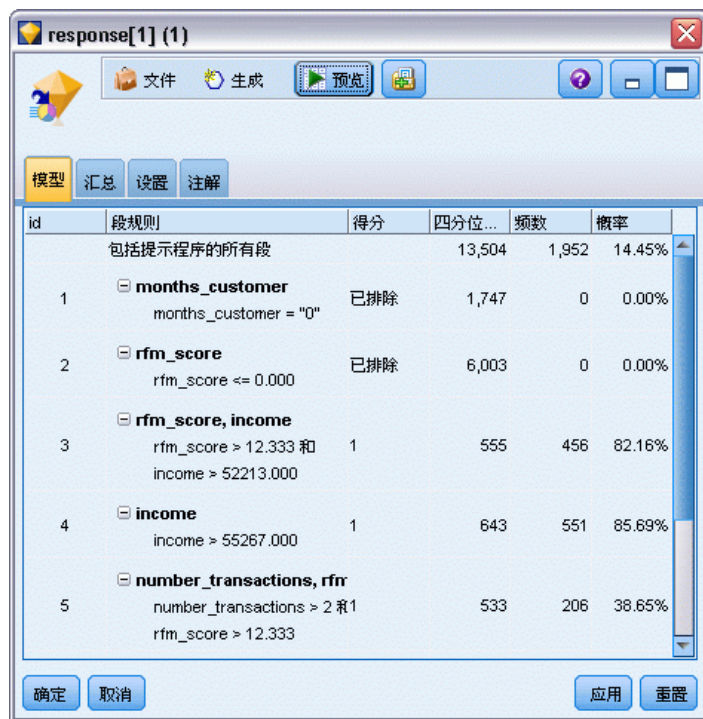 response[1] (1)
文件 生成 预览
模型 汇总 设置 注解
id 段规则 得分 四分位... 频数 概率
包括提示程序的所有段 13,504 1,952 14.45%
months_customer
1 已排除 1,747 0 0.00%
months_customer = "0"
rfm_score
2 已排除 6,003 0 0.00%
rfm_score <= 0.000
rfm_score, income
3 rfm_score > 12.333 和 1 555 456 82.16%
income > 52213.000
income
4 1 643 551 85.69%
income > 55267.000
number_transactions, rfm
5 number_transactions > 2 和 1 533 206 38.65%
rfm_score > 12.333
确定 取消 应用 重置